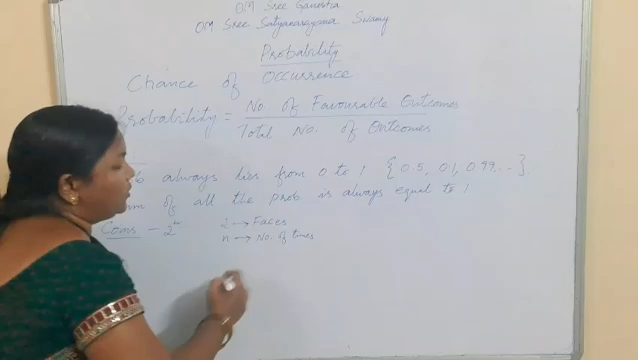 OM Sree Ganesha
OM Sree Satyanarayana Swamy
Probability
Chance of Occurrence
Probability = No of Favourable Outcomes
Total No. of Outcomes
always lies from 0 to 1 {0.5, 0.1, 0.99,...}
of all the prob is always equal to 1
Coins - 2ⁿ 2 → Faces
n → No. of times